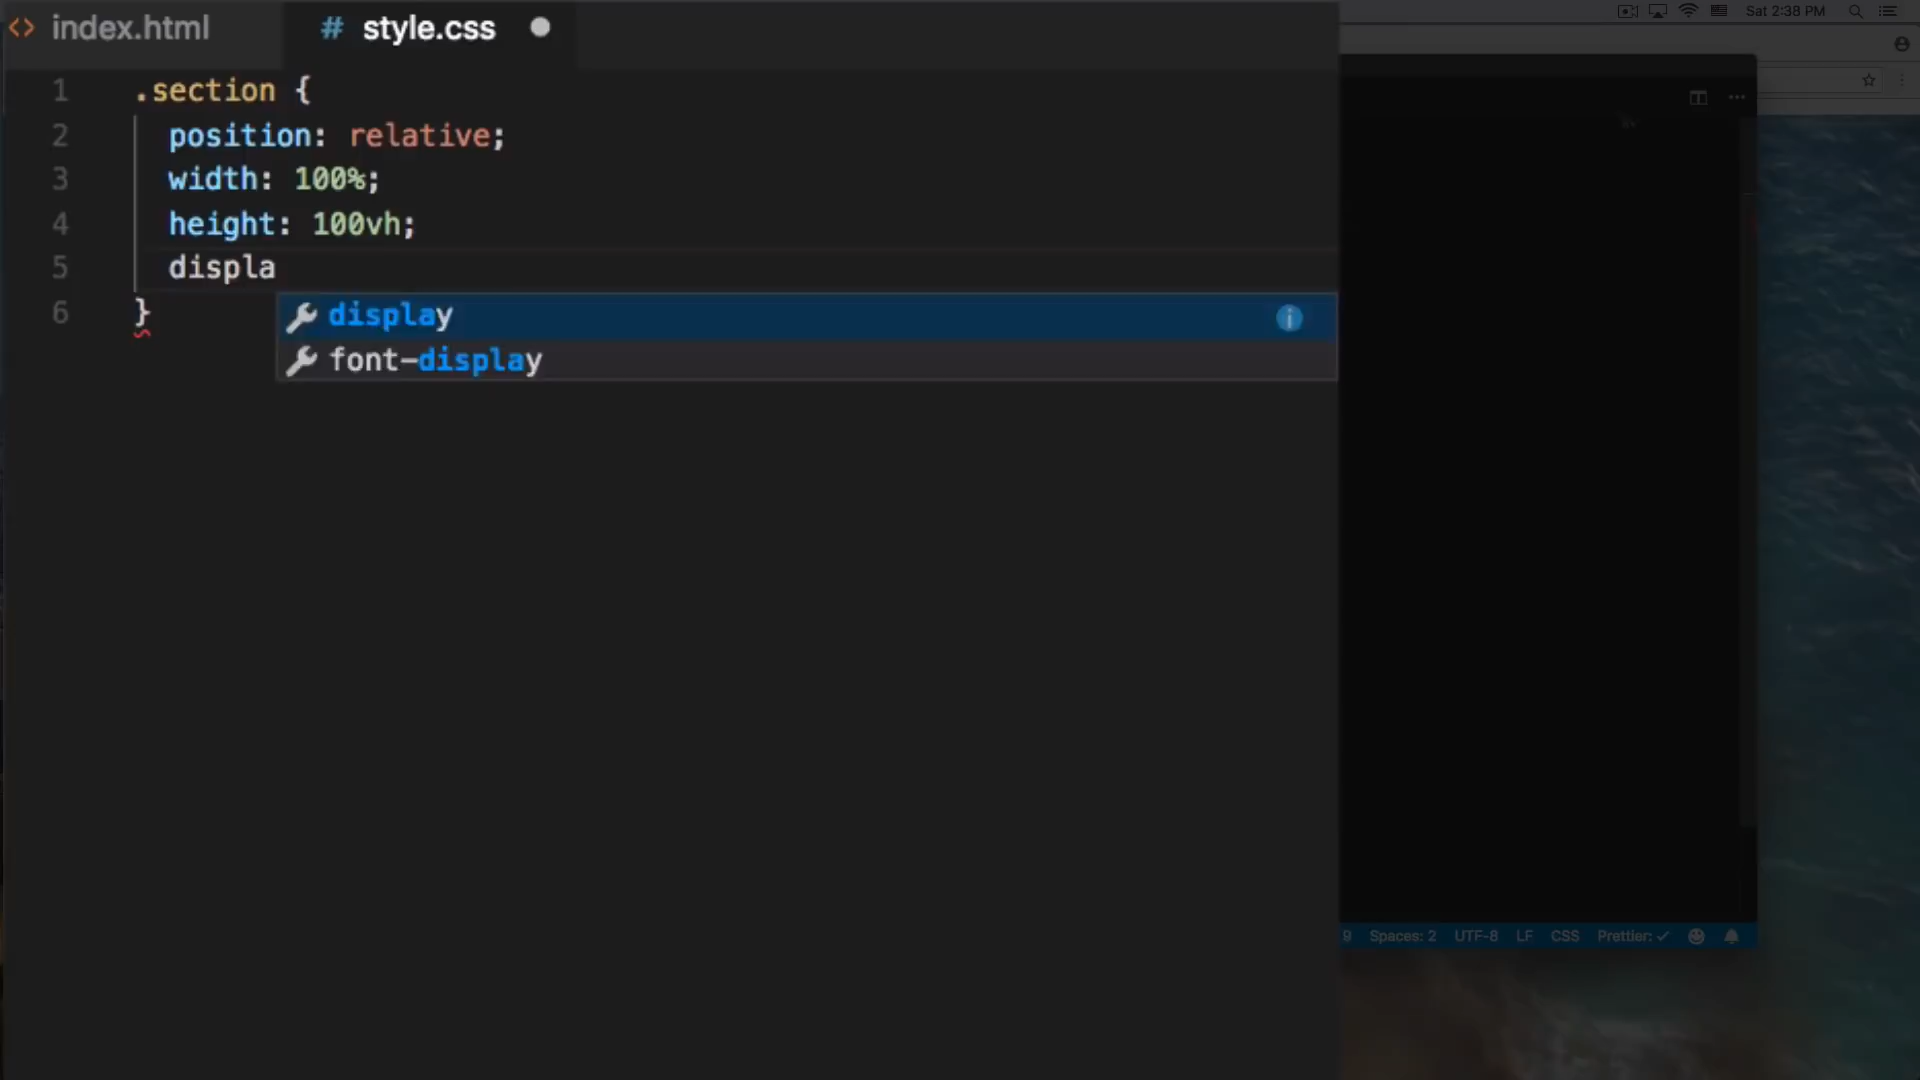 index.html # style.css
Sat 2:38 PM
1 .section {
2 position: relative;
3 width: 100%;
4 height: 100vh;
5 displa
display
6 }
font-display
9 Spaces: 2 UTF-8 LF CSS Prettier: ✓